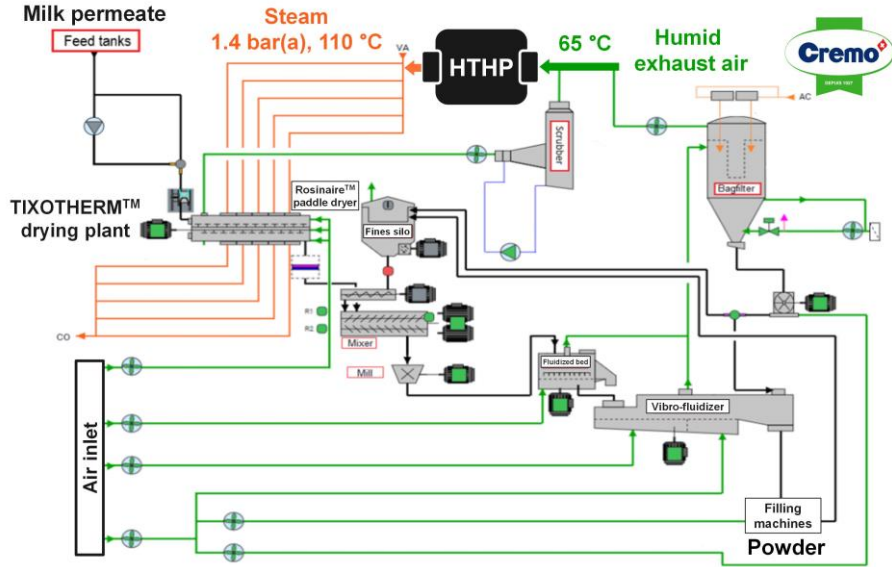 Milk permeate
Feed tanks
Steam
1.4 bar(a), 110 °C
VA
HTHP
65 °C
Humid
exhaust air
Cremo
DEPUIS 1927
AC
Scrubber
Bagfilter
TIXOTHERM™
drying plant
Rosinaire™
paddle dryer
Fines silo
R1
R2
CO
Mixer
Mill
Fluidized bed
Vibro-fluidizer
Air inlet
Filling
machines
Powder